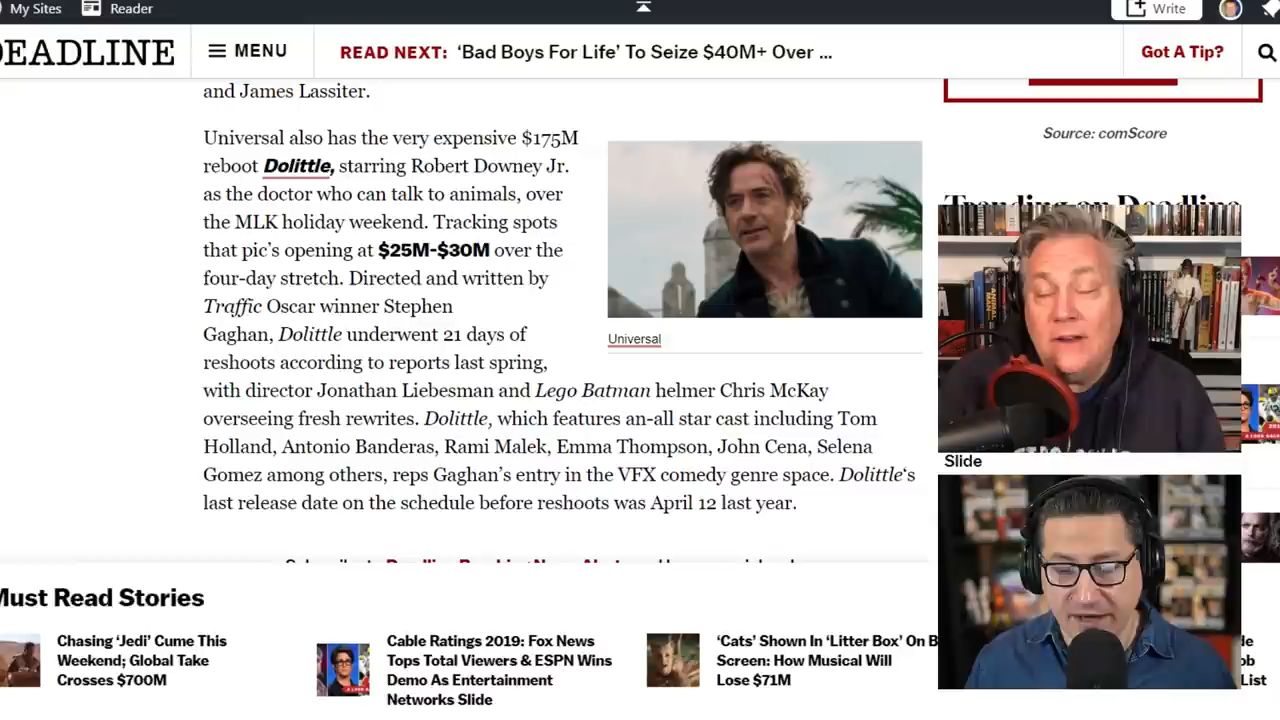 My Sites
Reader
Write
DEADLINE
MENU
READ NEXT: ‘Bad Boys For Life’ To Seize $40M+ Over ...
Got A Tip?
and James Lassiter.
Universal also has the very expensive $175M
reboot Dolittle, starring Robert Downey Jr.
as the doctor who can talk to animals, over
the MLK holiday weekend. Tracking spots
that pic’s opening at $25M-$30M over the
four-day stretch. Directed and written by
Traffic Oscar winner Stephen
Gaghan, Dolittle underwent 21 days of
reshoots according to reports last spring,
with director Jonathan Liebesman and Lego Batman helmer Chris McKay
overseeing fresh rewrites. Dolittle, which features an-all star cast including Tom
Holland, Antonio Banderas, Rami Malek, Emma Thompson, John Cena, Selena
Gomez among others, reps Gaghan’s entry in the VFX comedy genre space. Dolittle‘s
last release date on the schedule before reshoots was April 12 last year.
Universal
Source: comScore
Trending on Deadline
Slide
Must Read Stories
Chasing ‘Jedi’ Cume This
Weekend; Global Take
Crosses $700M
Cable Ratings 2019: Fox News
Tops Total Viewers & ESPN Wins
Demo As Entertainment
Networks Slide
‘Cats’ Shown In ‘Litter Box’ On B
Screen: How Musical Will
Lose $71M
List